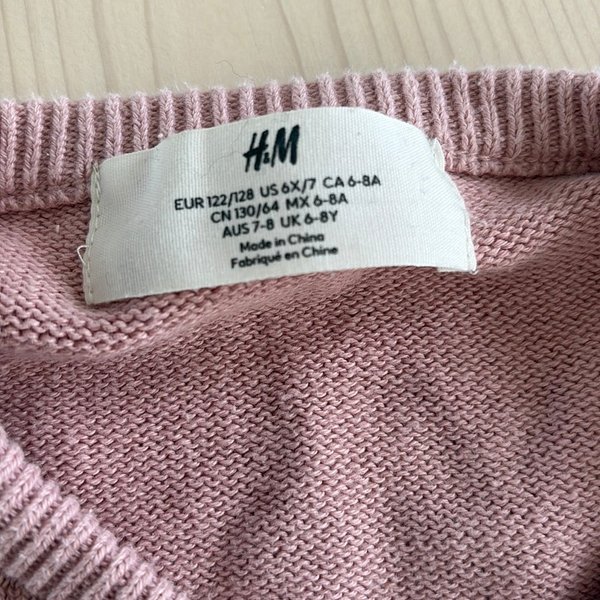 H&M
EUR 122/128 US 6X/7 CA 6-8A
CN 130/64 MX 6-8A
AUS 7-8 UK 6-8Y
Made in China
Fabriqué en Chine